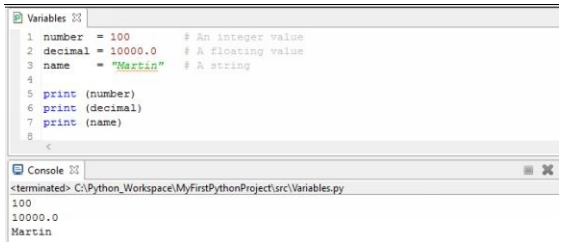 Variables
1 number  = 100         # An integer value
2 decimal = 10000.0     # A floating value
3 name    = "Martin"    # A string
4
5 print (number)
6 print (decimal)
7 print (name)
8
Console
<terminated> C:\Python_Workspace\MyFirstPythonProject\src\Variables.py
100
10000.0
Martin